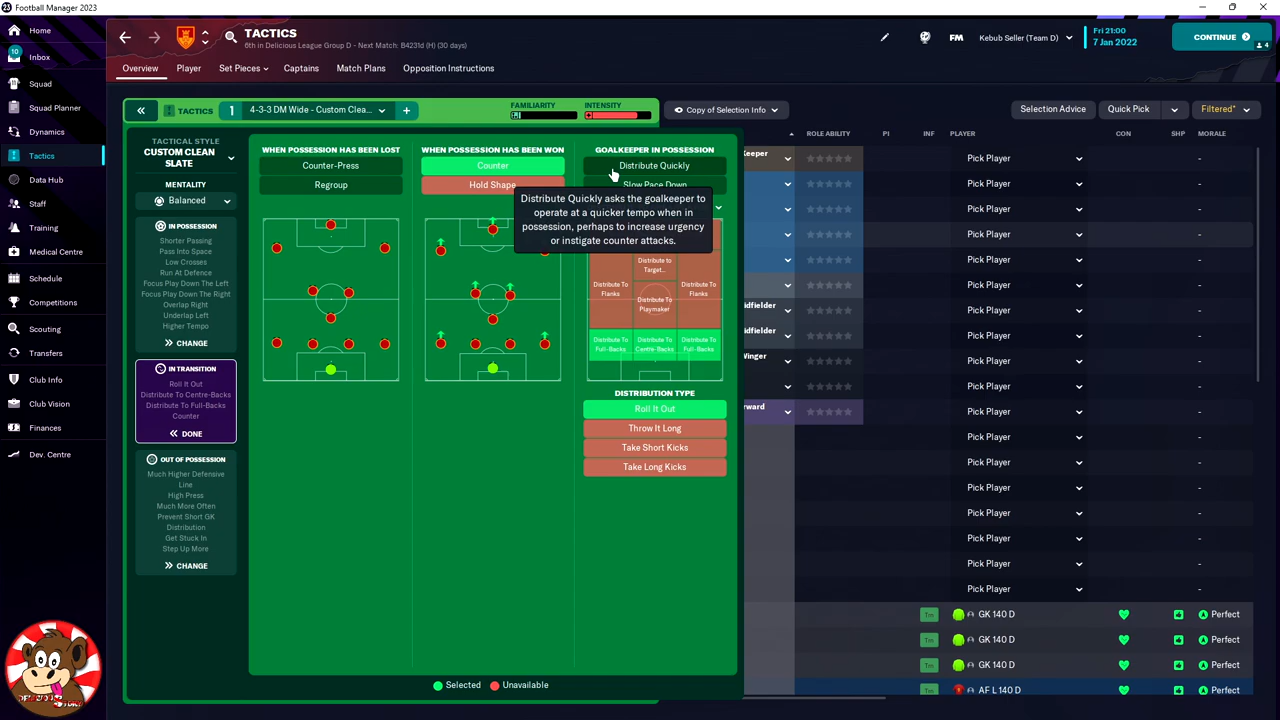 Football Manager 2023
Home
10
Inbox
Squad
Squad Planner
Dynamics
Tactics
Data Hub
Staff
Training
Medical Centre
Schedule
Competitions
Scouting
Transfers
Club Info
Club Vision
Finances
Dev. Centre
TACTICS
6th in Delicious League Group D - Next Match: B4231d (H) (30 days)
FM
Kebub Seller (Team D)
Fri 21:00
7 Jan 2022
CONTINUE
4
Overview
Player
Set Pieces
Captains
Match Plans
Opposition Instructions
TACTICS
1
4-3-3 DM Wide - Custom Clea...
FAMILIARITY
INTENSITY
Copy of Selection Info
Selection Advice
Quick Pick
Filtered*
TACTICAL STYLE
CUSTOM CLEAN
SLATE
MENTALITY
Balanced
IN POSSESSION
Shorter Passing
Pass Into Space
Low Crosses
Run At Defence
Focus Play Down The Left
Focus Play Down The Right
Overlap Right
Underlap Left
Higher Tempo
CHANGE
IN TRANSITION
Roll It Out
Distribute To Centre-Backs
Distribute To Full-Backs
Counter
DONE
OUT OF POSSESSION
Much Higher Defensive
Line
High Press
Much More Often
Prevent Short GK
Distribution
Get Stuck In
Step Up More
CHANGE
WHEN POSSESSION HAS BEEN LOST
Counter-Press
Regroup
WHEN POSSESSION HAS BEEN WON
Counter
Hold Shape
GOALKEEPER IN POSSESSION
Distribute Quickly
Slow Pace Down
Distribute Quickly asks the goalkeeper to
operate at a quicker tempo when in
possession, perhaps to increase urgency
or instigate counter attacks.
Distribute to
Target...
Distribute To
Flanks
Distribute To
Playmaker
Distribute To
Flanks
Distribute To
Full-Backs
Distribute To
Centre-Backs
Distribute To
Full-Backs
DISTRIBUTION TYPE
Roll It Out
Throw It Long
Take Short Kicks
Take Long Kicks
Selected
Unavailable
ROLE ABILITY
PI
INF
PLAYER
CON
SHP
MORALE
Pick Player
-
Pick Player
-
Pick Player
-
Pick Player
-
Pick Player
-
Pick Player
-
Pick Player
-
Pick Player
-
Pick Player
-
Pick Player
-
Pick Player
-
Pick Player
-
Pick Player
-
Pick Player
-
Pick Player
-
Pick Player
-
Pick Player
-
Pick Player
-
Tm
GK 140 D
Perfect
Tm
GK 140 D
Perfect
Tm
GK 140 D
Perfect
Tm
AF L 140 D
Perfect